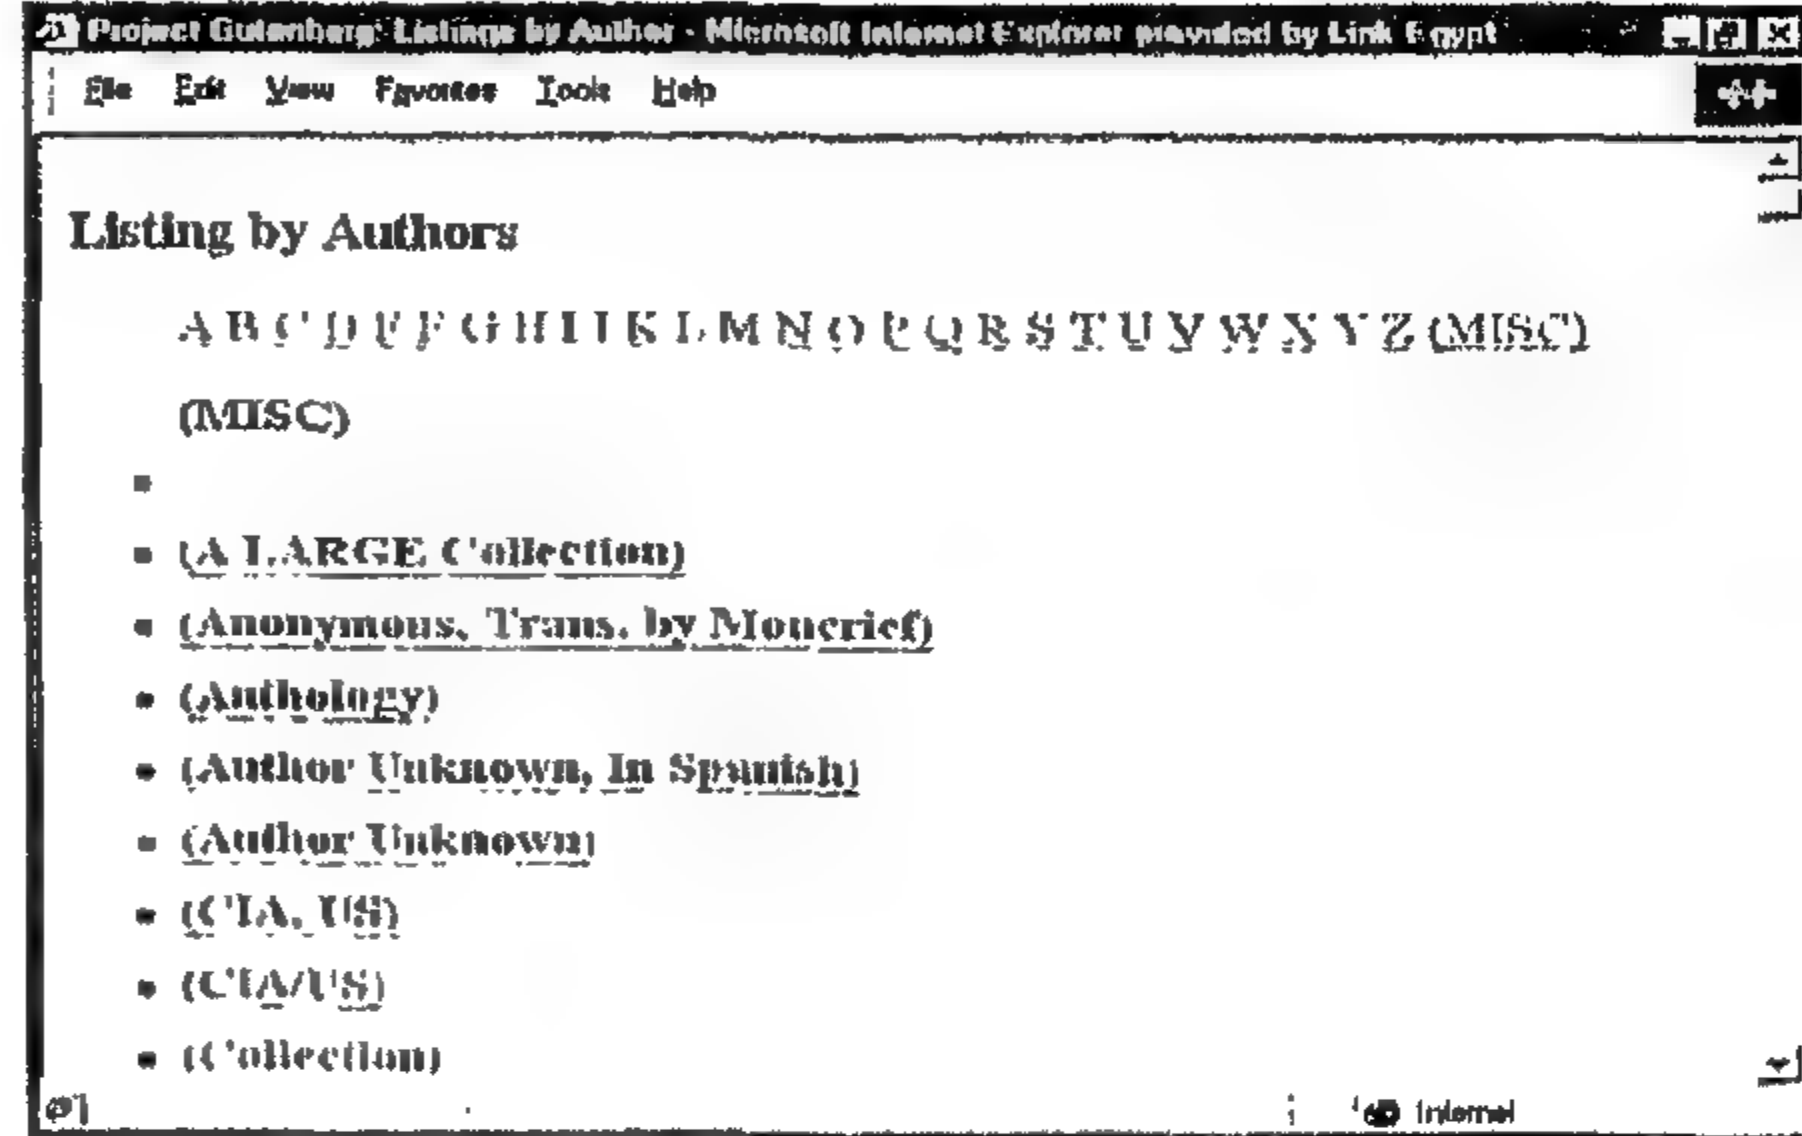 Project Gutenberg: Listings by Author - Microsoft Internet Explorer provided by Link Egypt
File Edit View Favorites Tools Help
Listing by Authors
A B C D E F G H I J K L M N O P Q R S T U V W X Y Z (MISC)
(MISC)
(A LARGE Collection)
(Anonymous, Trans. by Moncrief)
(Anthology)
(Author Unknown, In Spanish)
(Author Unknown)
(CIA, US)
(CIA/US)
(Collection)
Internet